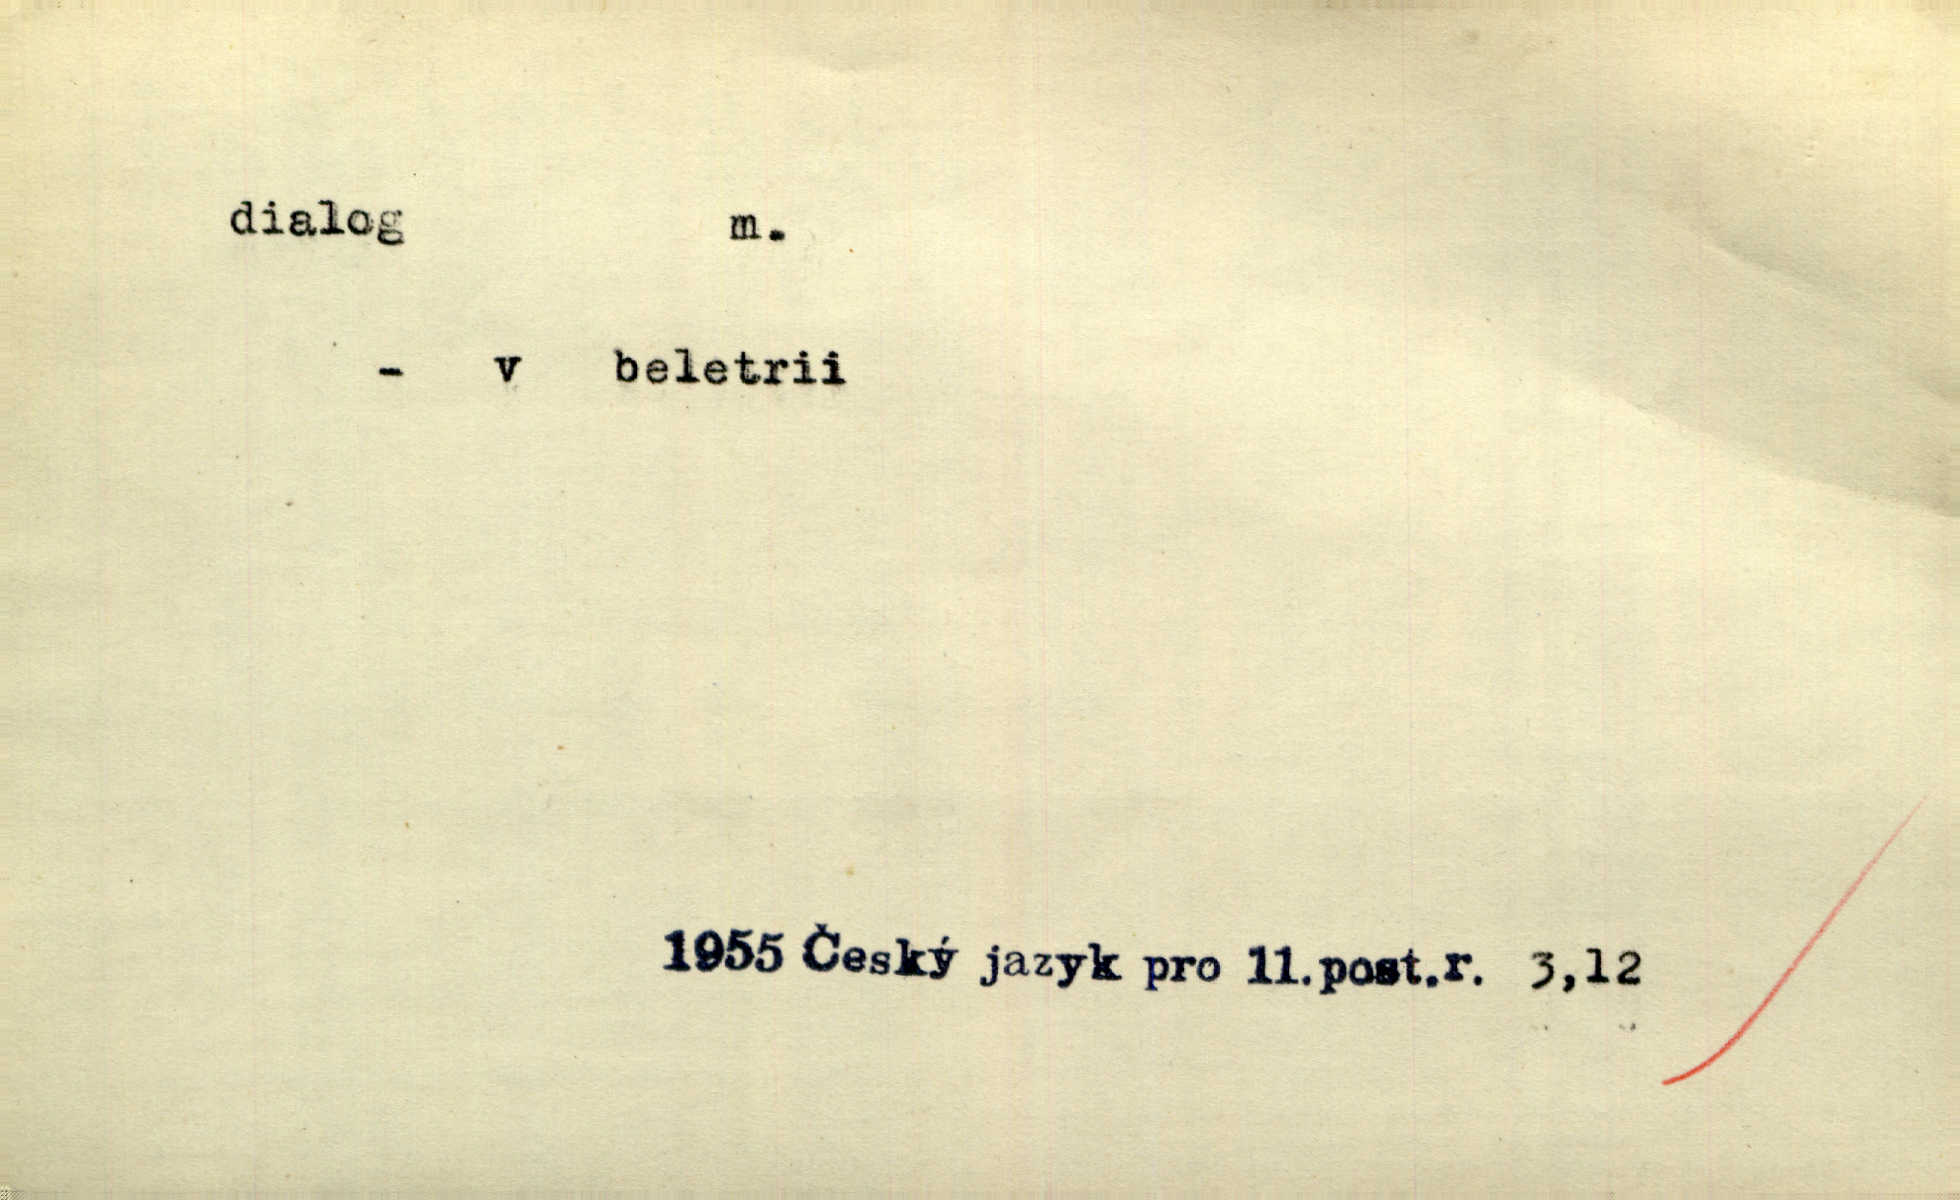 dialog m.
- v beletrii
1955 Český jazyk pro 11.post.r. 3,12